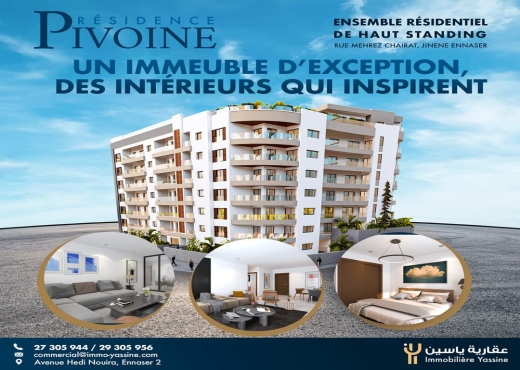 RÉSIDENCE
PIVOINE
ENSEMBLE RÉSIDENTIEL
DE HAUT STANDING
RUE MEHREZ CHAIRAT, JINENE ENNASER
UN IMMEUBLE D'EXCEPTION,
DES INTÉRIEURS QUI INSPIRENT
27 305 944 / 29 305 956
commercial@immo-yassine.com
Avenue Hedi Nouira, Ennaser 2
عقارية ياسين
Immobilière Yassine